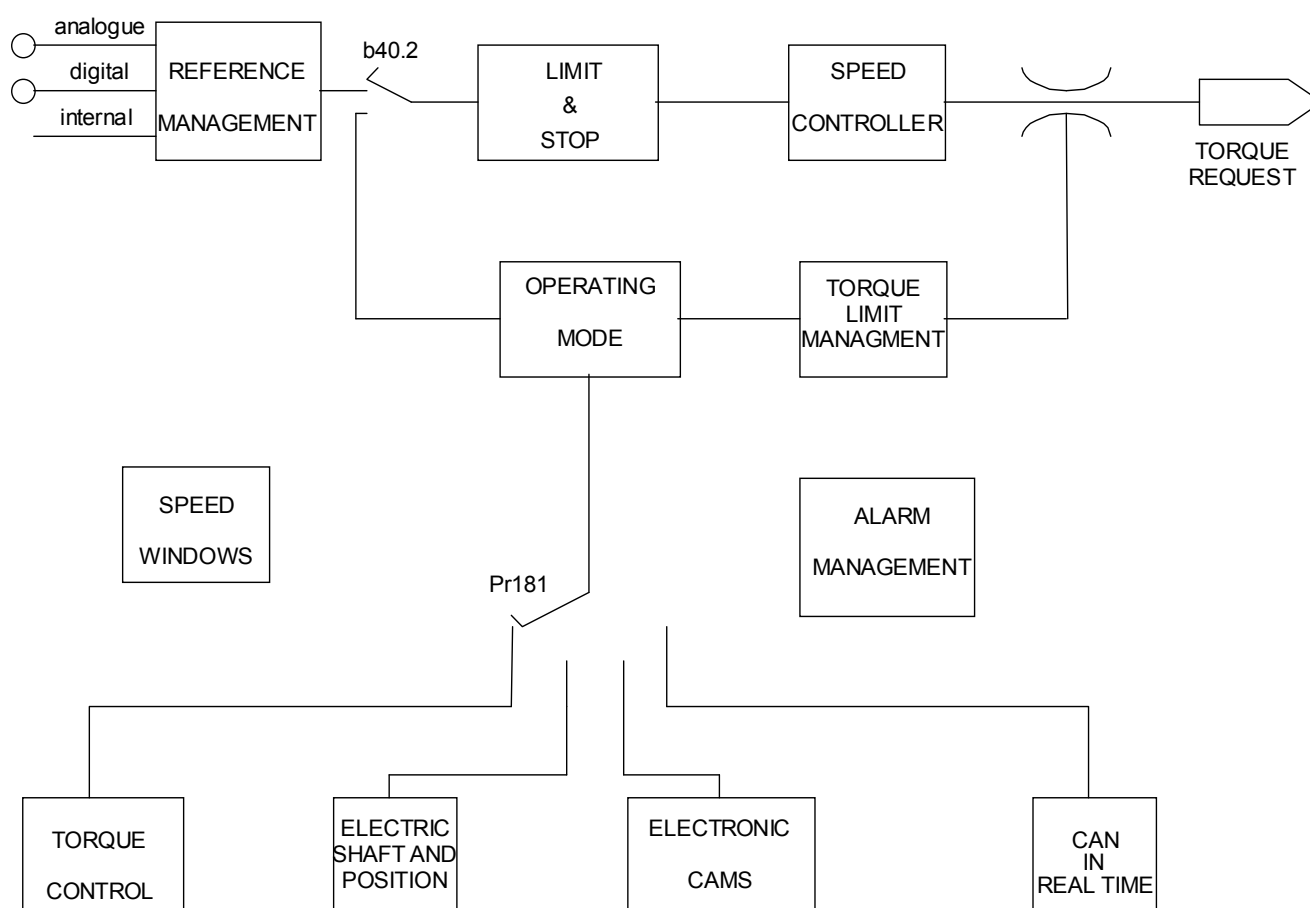 analogue
digital
internal
REFERENCE
MANAGEMENT
b40.2
LIMIT
&
STOP
SPEED
CONTROLLER
TORQUE
REQUEST
OPERATING
MODE
TORQUE
LIMIT
MANAGMENT
SPEED
WINDOWS
ALARM
MANAGEMENT
Pr181
TORQUE
CONTROL
ELECTRIC
SHAFT AND
POSITION
ELECTRONIC
CAMS
CAN
IN
REAL TIME